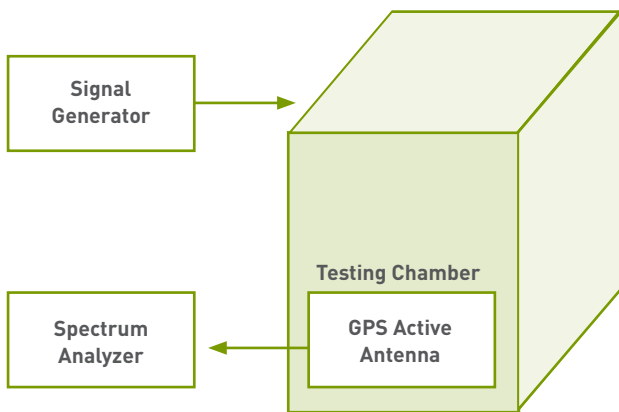 Signal
Generator
Testing Chamber
Spectrum
Analyzer
GPS Active
Antenna